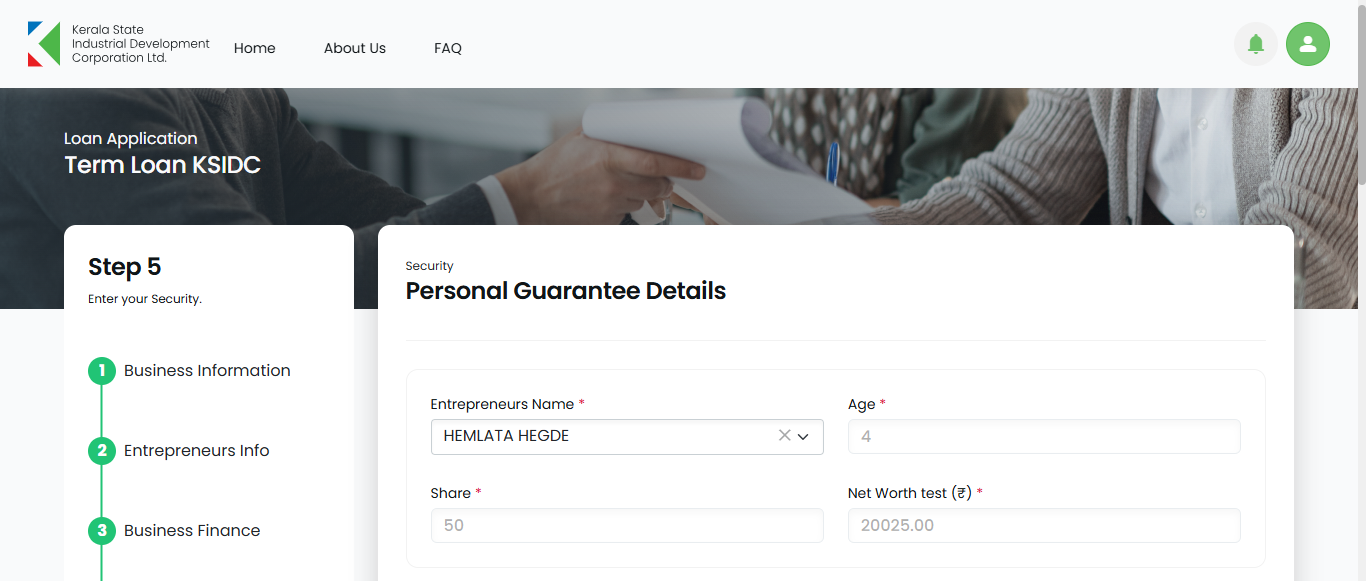 Kerala State
Industrial Development
Corporation Ltd.
Home
About Us
FAQ
Loan Application
Term Loan KSIDC
Step 5
Enter your Security.
1 Business Information
2 Entrepreneurs Info
3 Business Finance
Security
Personal Guarantee Details
Entrepreneurs Name *
HEMLATA HEGDE
Age *
4
Share *
50
Net Worth test (₹) *
20025.00